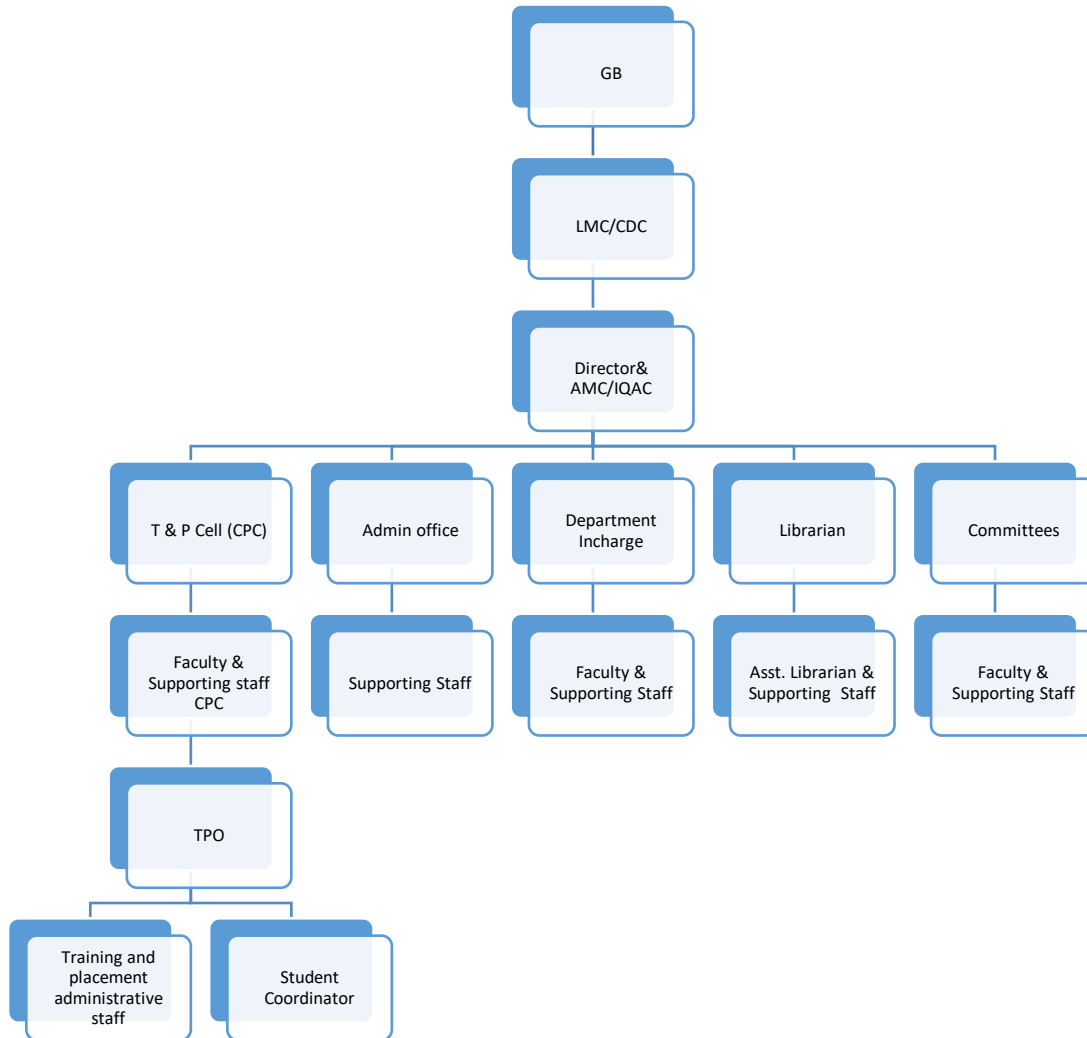 GB
LMC/CDC
Director&
AMC/IQAC
T & P Cell (CPC)
Admin office
Department
Incharge
Librarian
Committees
Faculty &
Supporting staff
CPC
Supporting Staff
Faculty &
Supporting Staff
Asst. Librarian &
Supporting  Staff
Faculty &
Supporting Staff
TPO
Training and
placement
administrative
staff
Student
Coordinator